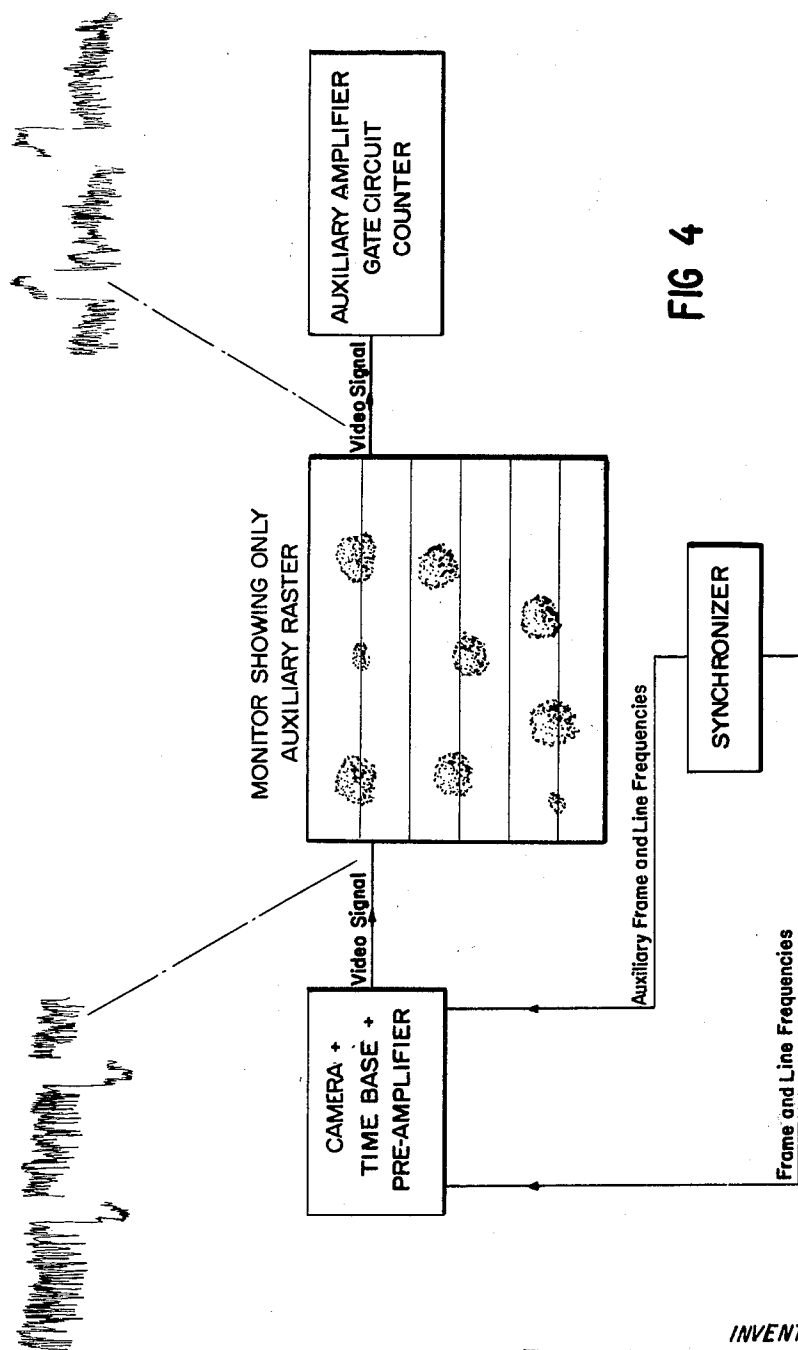 CAMERA +
TIME BASE +
PRE-AMPLIFIER
Video Signal
MONITOR SHOWING ONLY
AUXILIARY RASTER
Video Signal
AUXILIARY AMPLIFIER
GATE CIRCUIT
COUNTER
Auxiliary Frame and Line Frequencies
SYNCHRONIZER
Frame and Line Frequencies
FIG 4
INVENT